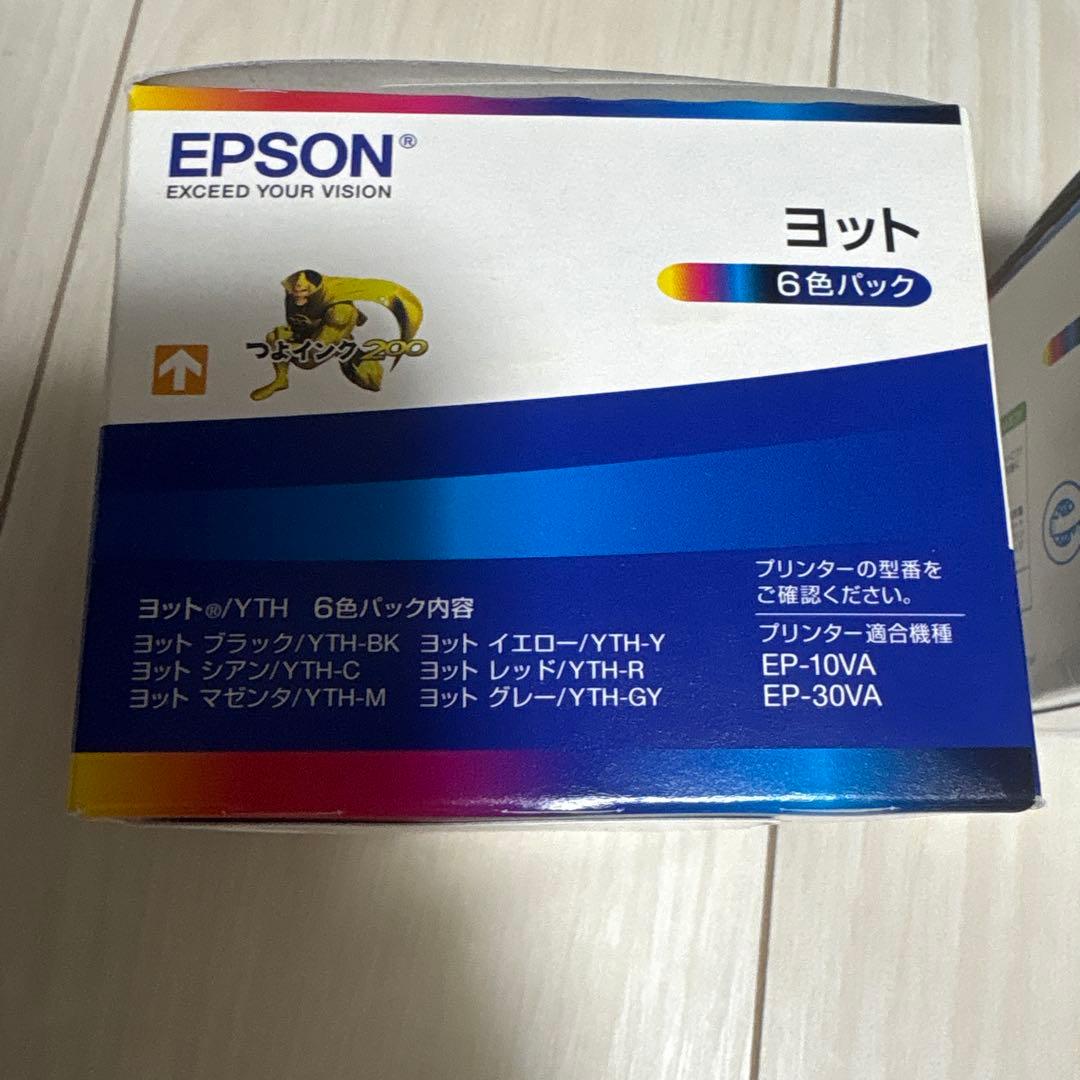 EPSON®
EXCEED YOUR VISION
ヨット
6色パック
つよインク200
プリンターの型番を
ご確認ください。
ヨット®/YTH 6色パック内容
ヨット ブラック/YTH-BK ヨット イエロー/YTH-Y
ヨット シアン/YTH-C ヨット レッド/YTH-R
ヨット マゼンタ/YTH-M ヨット グレー/YTH-GY
プリンター適合機種
EP-10VA
EP-30VA